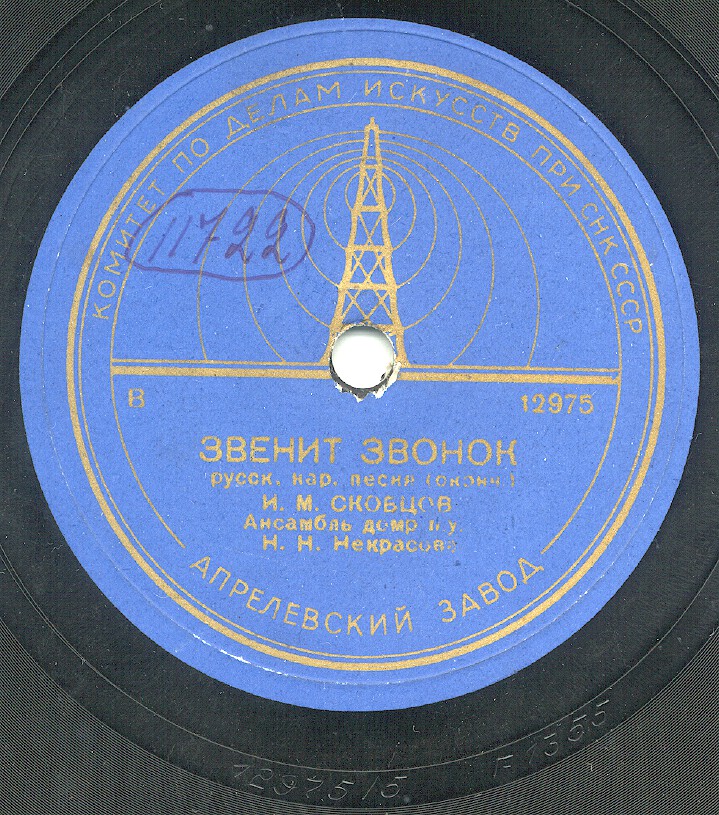 КОМИТЕТ ПО ДЕЛАМ ИСКУССТВ ПРИ СНК СССР
11722
В 12975
ЗВЕНИТ ЗВОНОК
русск. нар. песня (оконч.)
И. М. СКОБЦОВ
Ансамбль домр п/у
Н. Н. Некрасова
АПРЕЛЕВСКИЙ ЗАВОД
12975/5